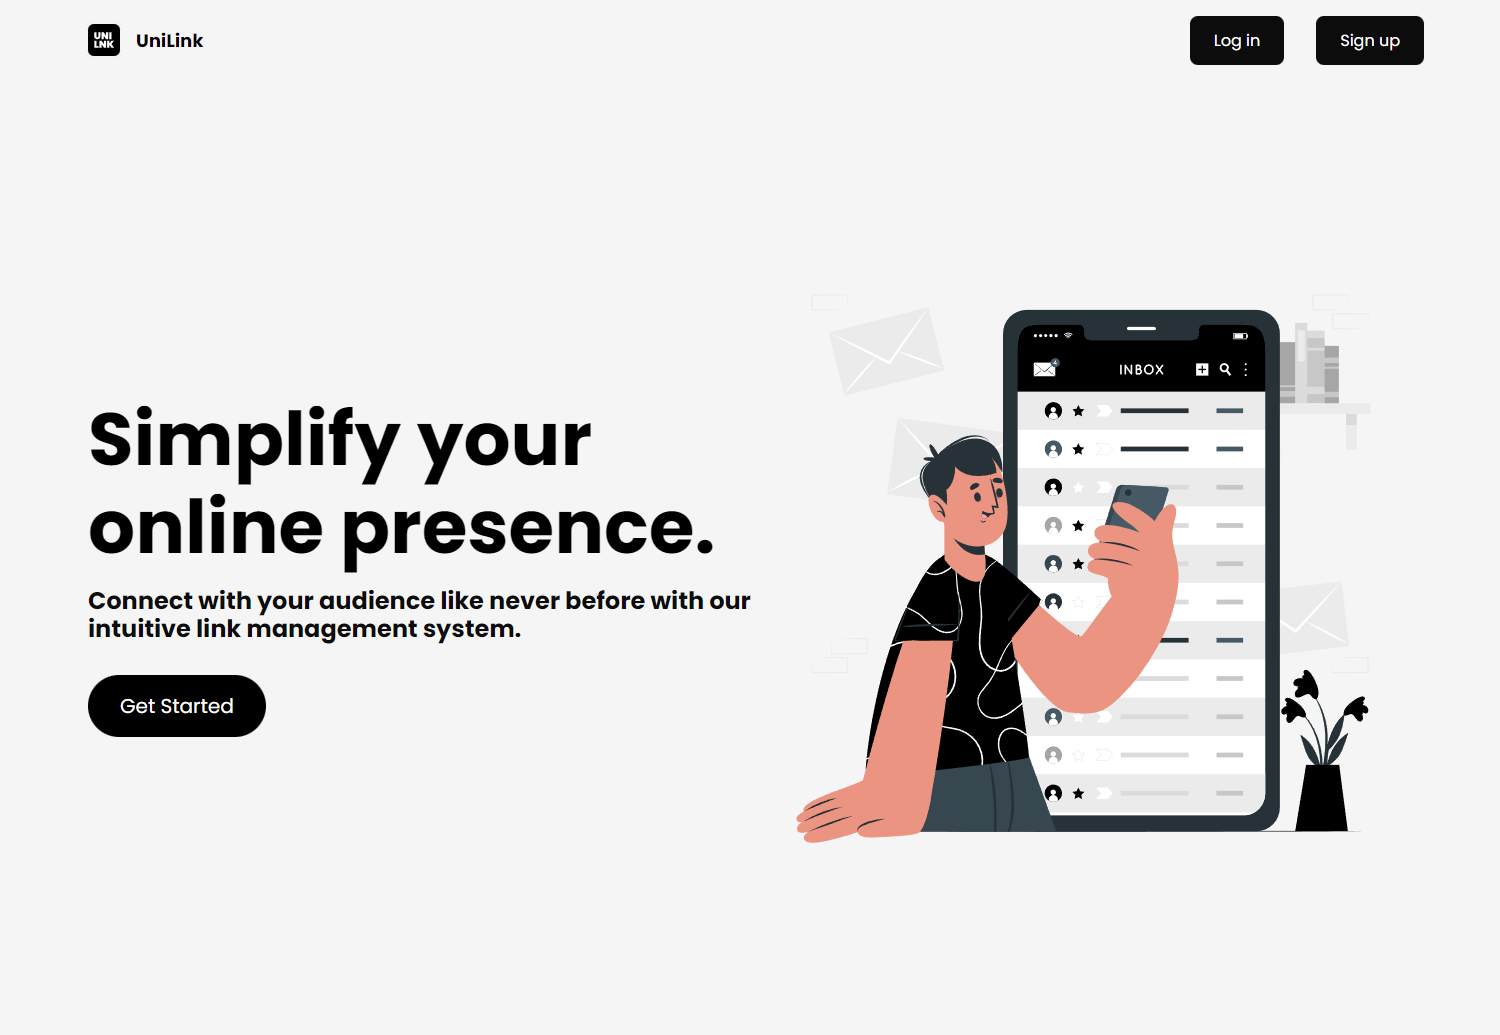 UNI
LNK
UniLink
Log in
Sign up
Simplify your
online presence.
Connect with your audience like never before with our
intuitive link management system.
Get Started
INBOX